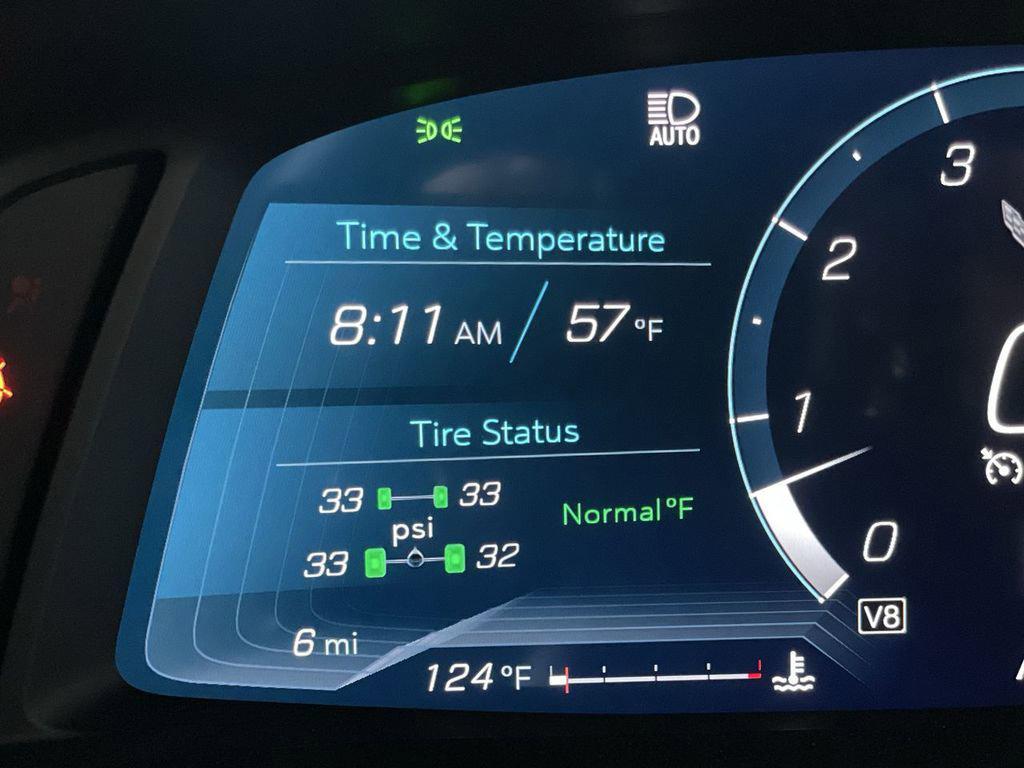 AUTO
Time & Temperature
8:11 AM / 57 °F
Tire Status
33 33
psi
Normal °F
33 32
6 mi
124 °F
3
2
1
0
V8